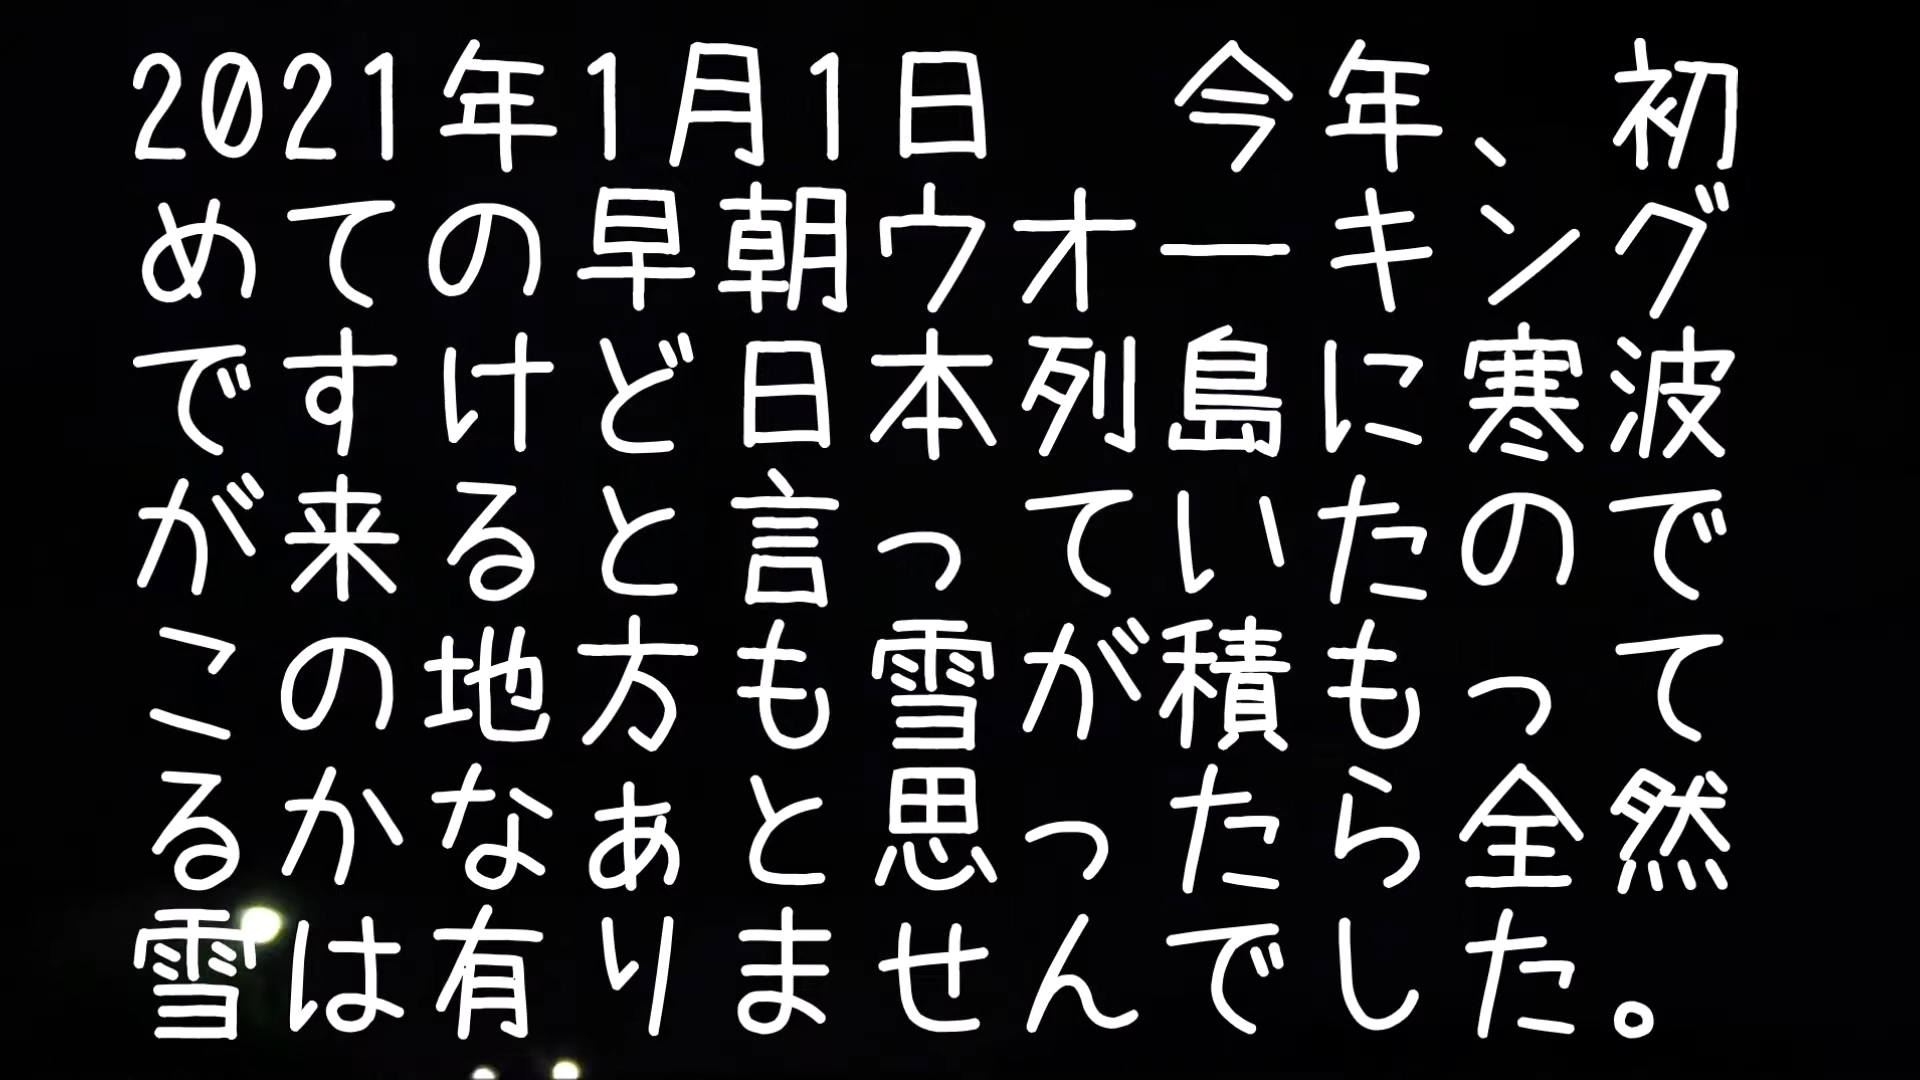 2021年1月1日　今年、初
めての早朝ウオーキング
ですけど日本列島に寒波
が来ると言っていたので
この地方も雪が積もって
るかなぁと思ったら全然
雪は有りませんでした。